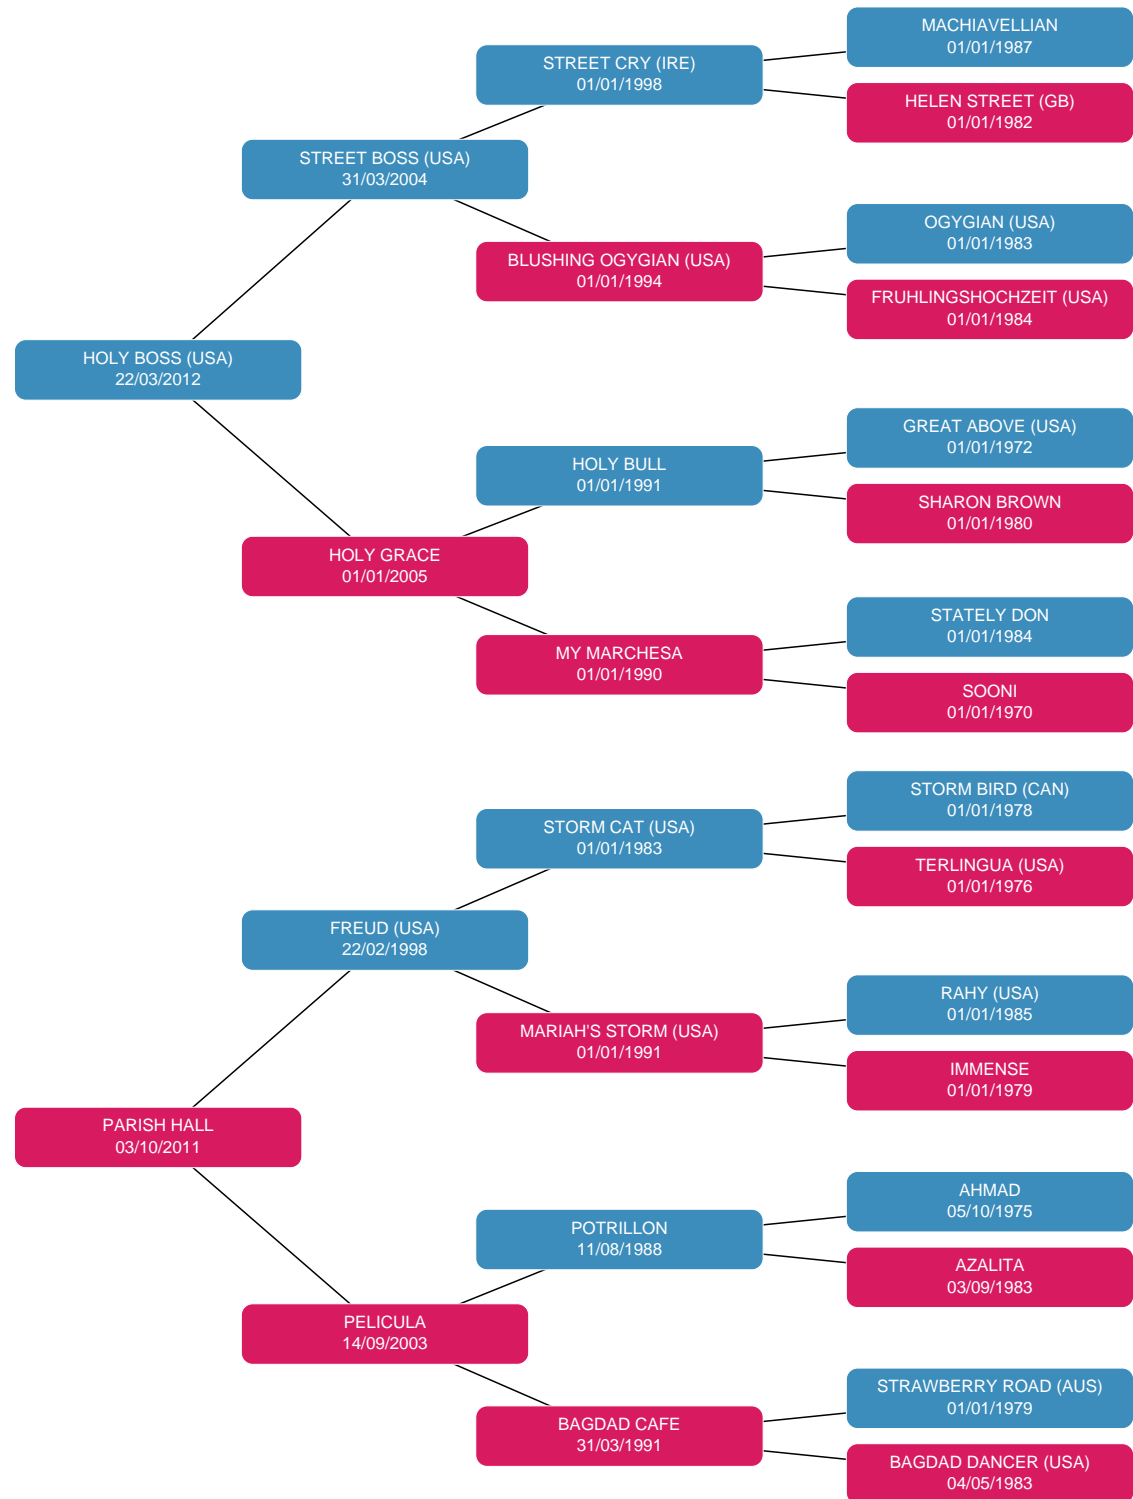 MACHIAVELLIAN
01/01/1987
STREET CRY (IRE)
01/01/1998
HELEN STREET (GB)
01/01/1982
STREET BOSS (USA)
31/03/2004
OGYGIAN (USA)
01/01/1983
BLUSHING OGYGIAN (USA)
01/01/1994
FRUHLINGSHOCHZEIT (USA)
01/01/1984
HOLY BOSS (USA)
22/03/2012
GREAT ABOVE (USA)
01/01/1972
HOLY BULL
01/01/1991
SHARON BROWN
01/01/1980
HOLY GRACE
01/01/2005
STATELY DON
01/01/1984
MY MARCHESA
01/01/1990
SOONI
01/01/1970
STORM BIRD (CAN)
01/01/1978
STORM CAT (USA)
01/01/1983
TERLINGUA (USA)
01/01/1976
FREUD (USA)
22/02/1998
RAHY (USA)
01/01/1985
MARIAH'S STORM (USA)
01/01/1991
IMMENSE
01/01/1979
PARISH HALL
03/10/2011
AHMAD
05/10/1975
POTRILLON
11/08/1988
AZALITA
03/09/1983
PELICULA
14/09/2003
STRAWBERRY ROAD (AUS)
01/01/1979
BAGDAD CAFE
31/03/1991
BAGDAD DANCER (USA)
04/05/1983